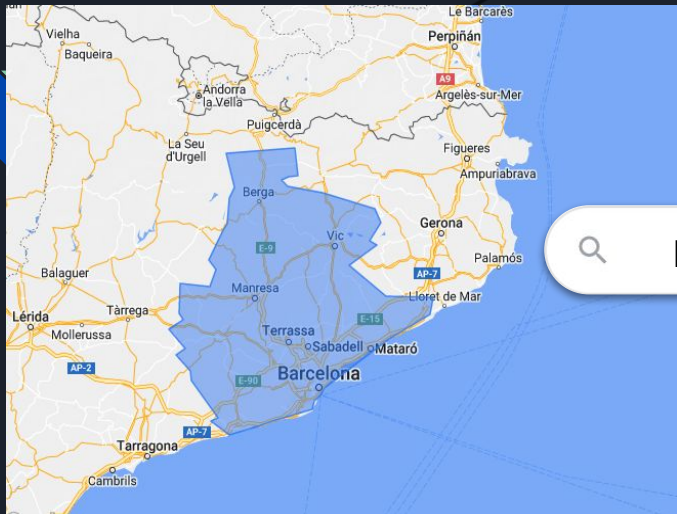 Le Barcarès
Vielha
Baqueira
Perpiñán
A9
Andorra
la Vella
Argelès-sur-Mer
Puigcerdà
La Seu
d'Urgell
Figueres
Ampuriabrava
Berga
Gerona
Vic
E-9
Palamós
Balaguer
AP-7
Manresa
Lloret de Mar
Lérida
Tàrrega
E-15
Mollerussa
Terrassa
Sabadell
Mataró
AP-2
Barcelona
E-90
AP-7
Tarragona
Cambrils